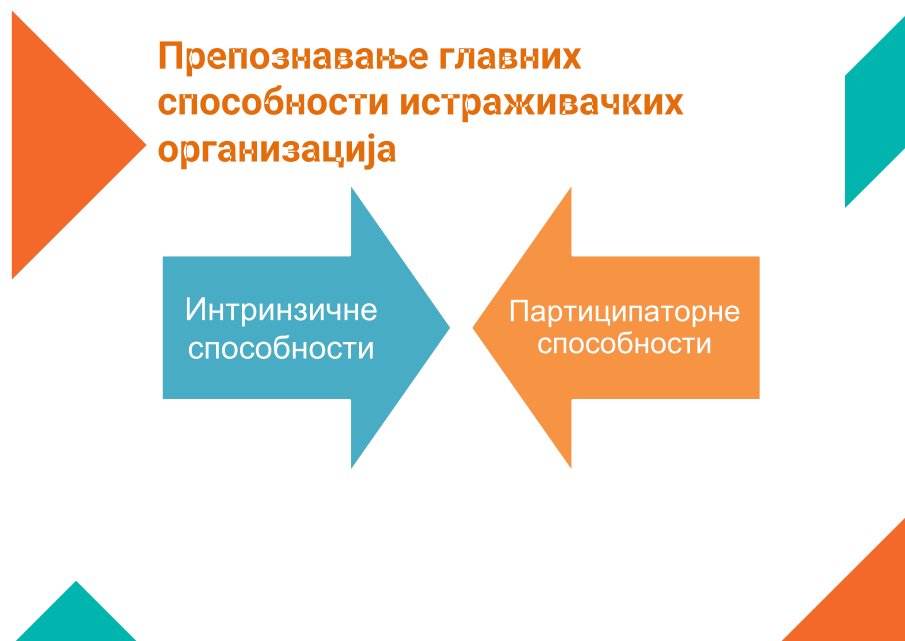 Препознавање главних
способности истраживачких
организација
Интринзичне
способности
Партиципаторне
способности